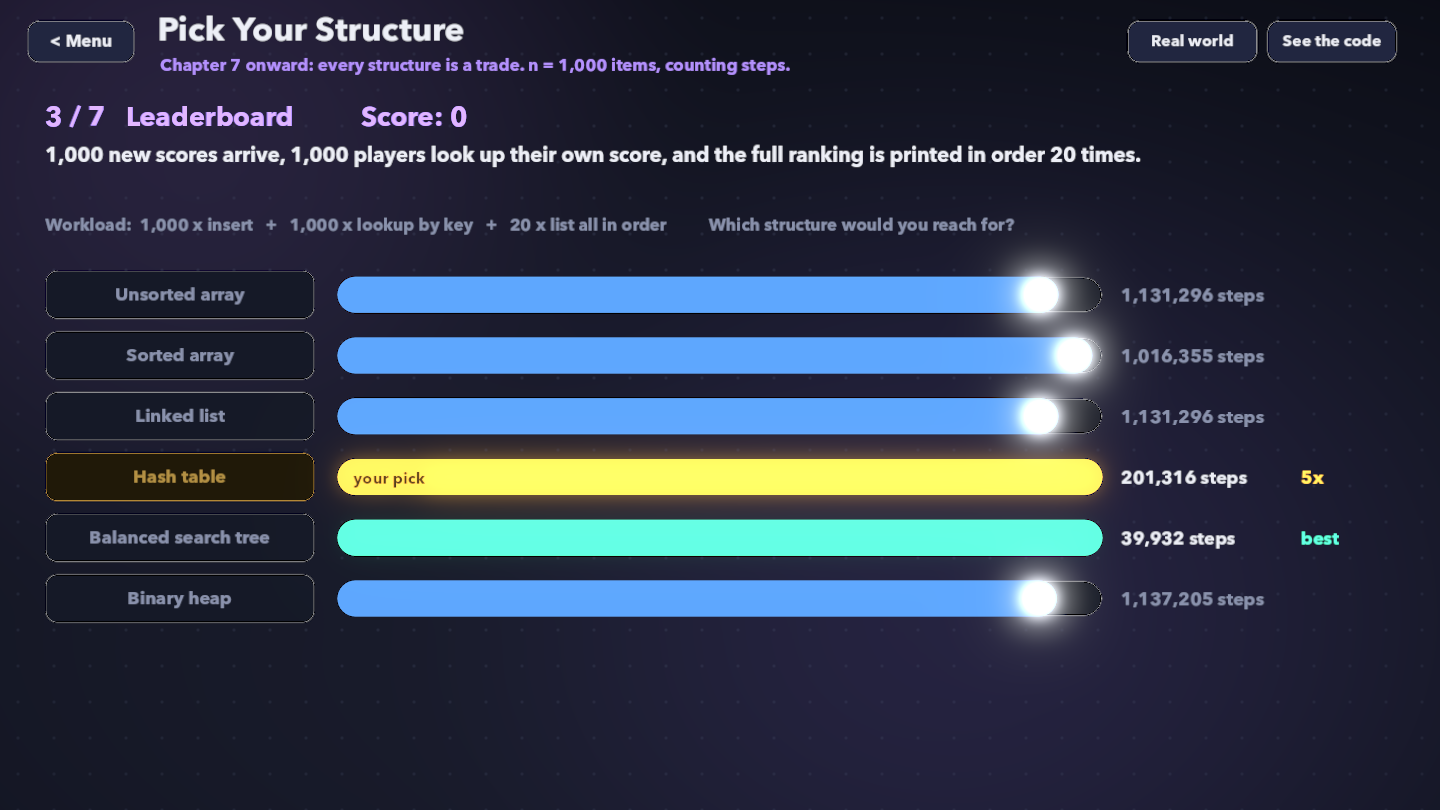 < Menu
Pick Your Structure
Chapter 7 onward: every structure is a trade. n = 1,000 items, counting steps.
Real world
See the code
3 / 7 Leaderboard Score: 0
1,000 new scores arrive, 1,000 players look up their own score, and the full ranking is printed in order 20 times.
Workload: 1,000 x insert + 1,000 x lookup by key + 20 x list all in order Which structure would you reach for?
Unsorted array 1,131,296 steps
Sorted array 1,016,355 steps
Linked list 1,131,296 steps
Hash table your pick 201,316 steps 5x
Balanced search tree 39,932 steps best
Binary heap 1,137,205 steps